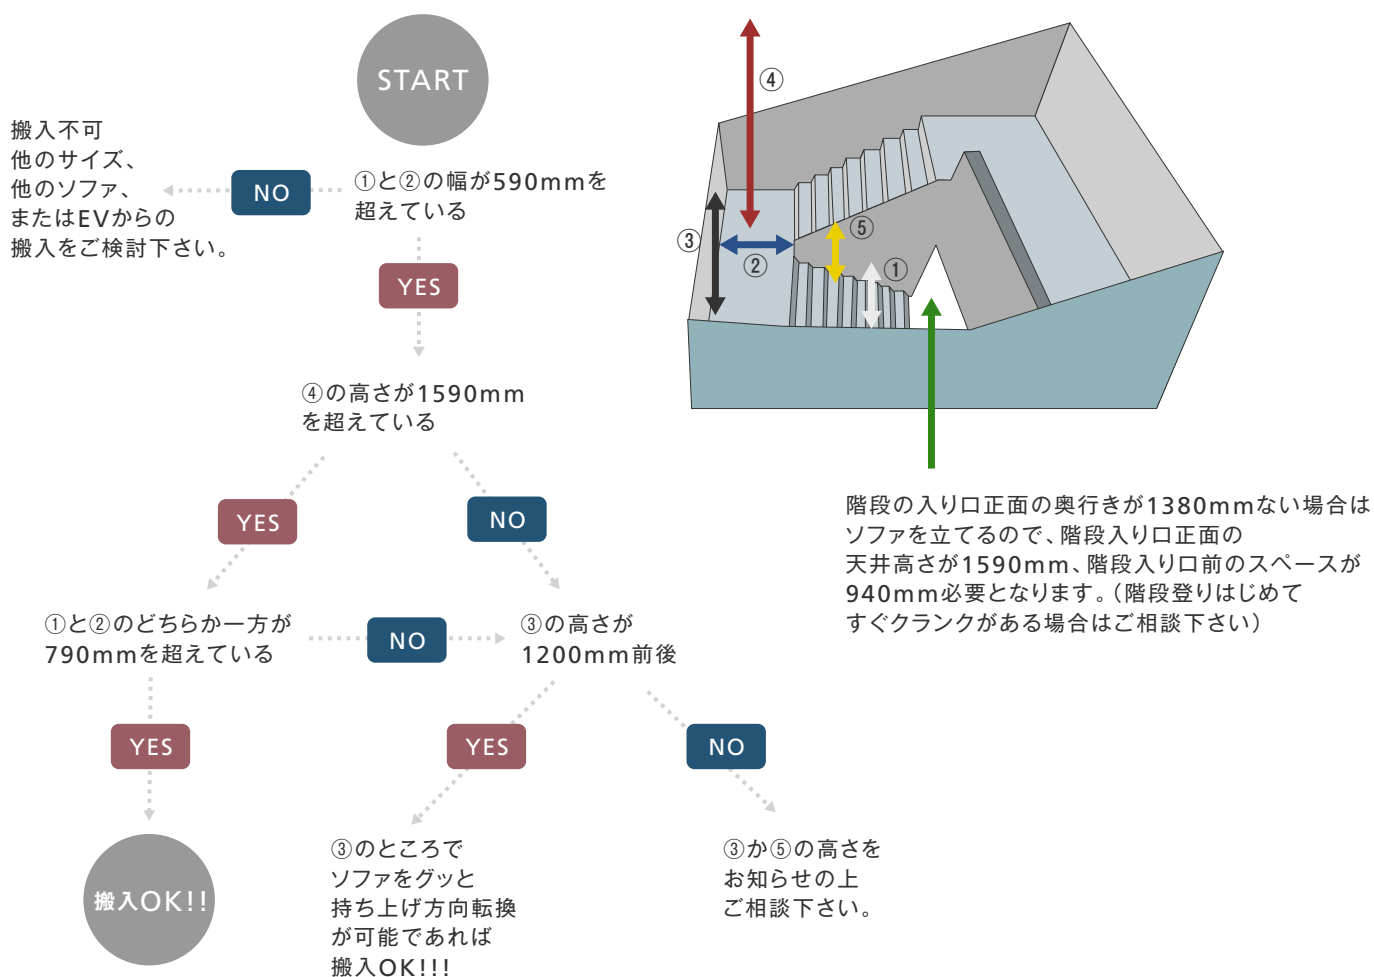 START
搬入不可
他のサイズ、
他のソファ、
またはEVからの
搬入をご検討下さい。
NO
①と②の幅が590mmを
超えている
YES
④の高さが1590mm
を超えている
YES
NO
①と②のどちらか一方が
790mmを超えている
NO
③の高さが
1200mm前後
YES
YES
NO
搬入OK!!
③のところで
ソファをグッと
持ち上げ方向転換
が可能であれば
搬入OK!!!
③か⑤の高さを
お知らせの上
ご相談下さい。
④
③
②
⑤
①
階段の入り口正面の奥行きが1380mmない場合は
ソファを立てるので、階段入り口正面の
天井高さが1590mm、階段入り口前のスペースが
940mm必要となります。（階段登りはじめて
すぐクランクがある場合はご相談下さい）